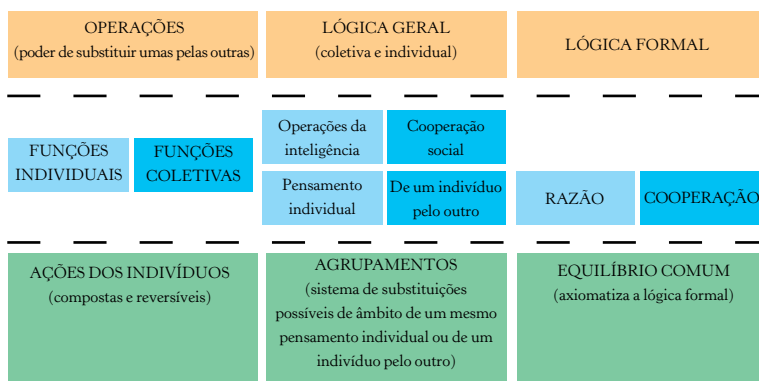 OPERAÇÕES
(poder de substituir umas pelas outras)
LÓGICA GERAL
(coletiva e individual)
LÓGICA FORMAL
FUNÇÕES
INDIVIDUAIS
FUNÇÕES
COLETIVAS
Operações da
inteligência
Cooperação
social
Pensamento
individual
De um indivíduo
pelo outro
RAZÃO
COOPERAÇÃO
AÇÕES DOS INDIVÍDUOS
(compostas e reversíveis)
AGRUPAMENTOS
(sistema de substituições
possíveis de âmbito de um mesmo
pensamento individual ou de um
indivíduo pelo outro)
EQUILÍBRIO COMUM
(axiomatiza a lógica formal)